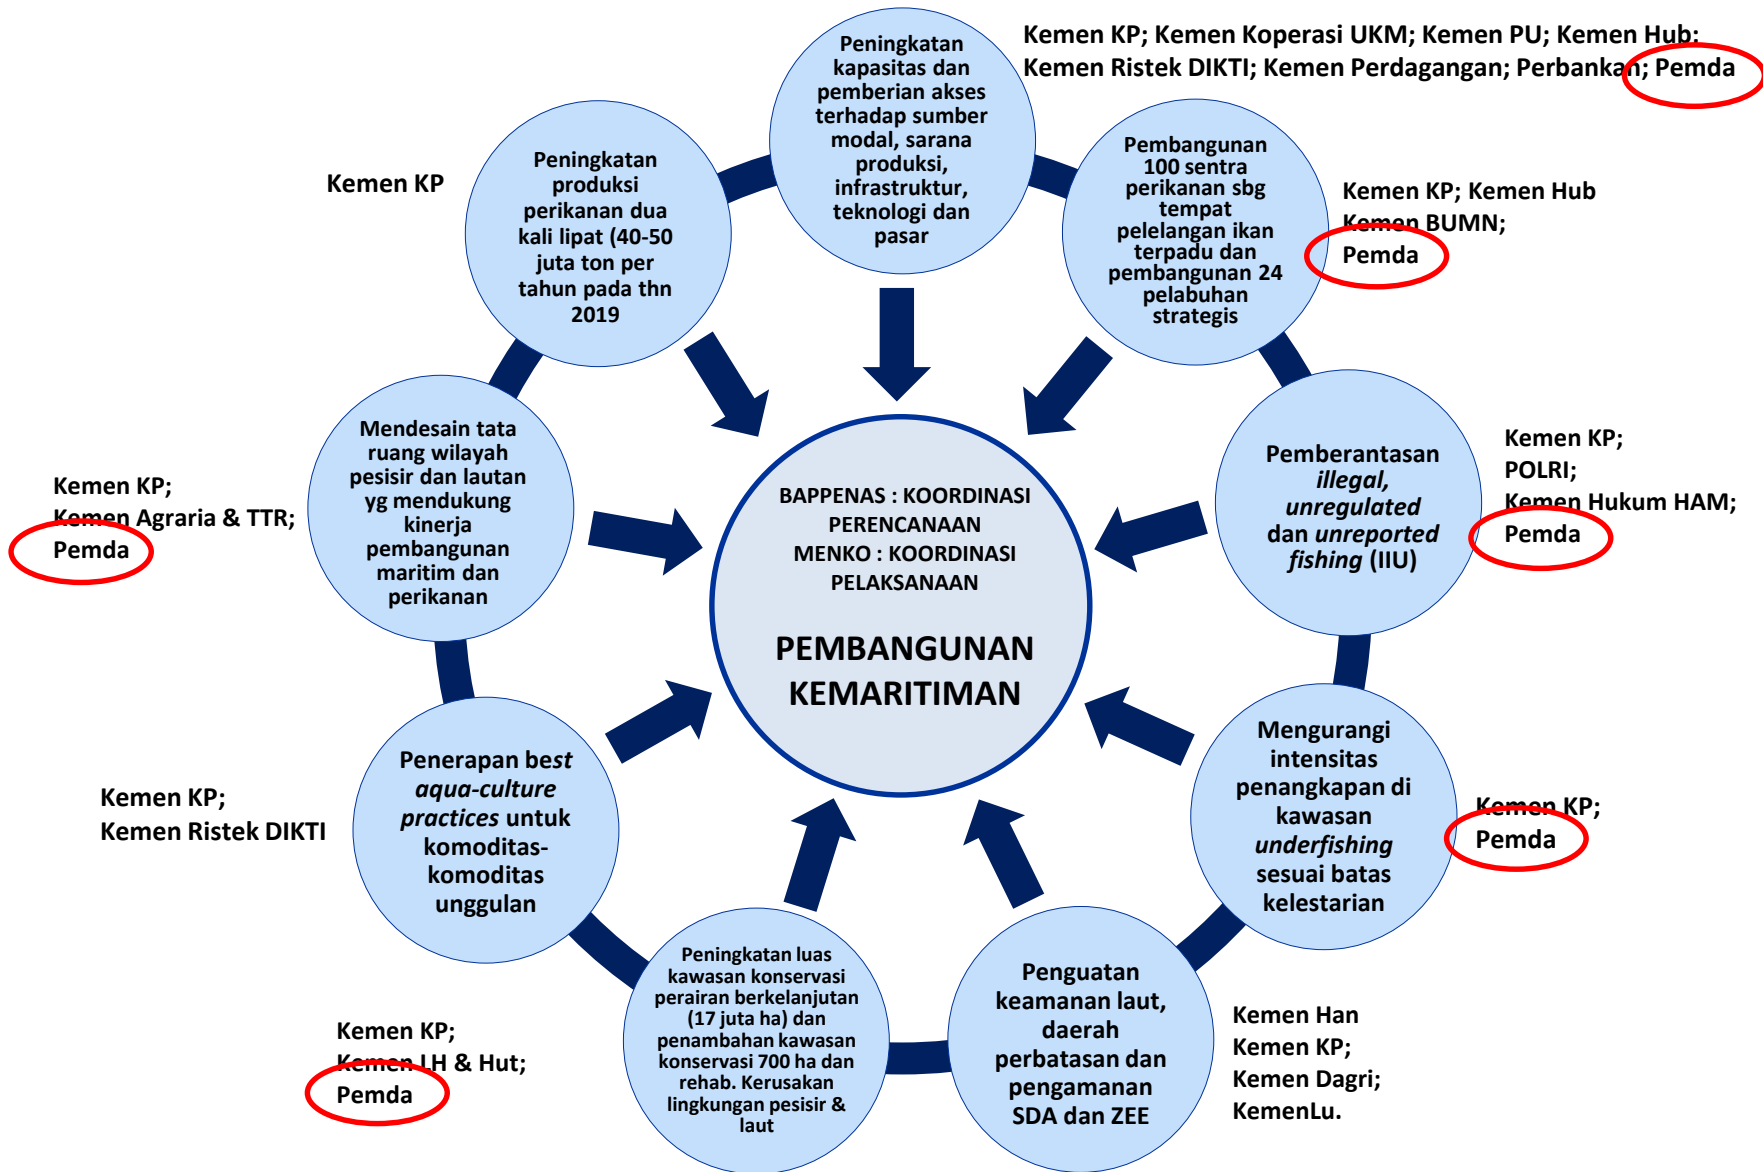 Peningkatan
kapasitas dan
pemberian akses
terhadap sumber
modal, sarana
produksi,
infrastruktur,
teknologi dan
pasar
Kemen KP; Kemen Koperasi UKM; Kemen PU; Kemen Hub;
Kemen Ristek DIKTI; Kemen Perdagangan; Perbankan; Pemda
Pembangunan
100 sentra
perikanan sbg
tempat
pelelangan ikan
terpadu dan
pembangunan 24
pelabuhan
strategis
Kemen KP; Kemen Hub
Kemen BUMN;
Pemda
Pemberantasan
illegal,
unregulated
dan unreported
fishing (IIU)
Kemen KP;
POLRI;
Kemen Hukum HAM;
Pemda
Mengurangi
intensitas
penangkapan di
kawasan
underfishing
sesuai batas
kelestarian
Kemen KP;
Pemda
Penguatan
keamanan laut,
daerah
perbatasan dan
pengamanan
SDA dan ZEE
Kemen Han
Kemen KP;
Kemen Dagri;
KemenLu.
Peningkatan luas
kawasan konservasi
perairan berkelanjutan
(17 juta ha) dan
penambahan kawasan
konservasi 700 ha dan
rehab. Kerusakan
lingkungan pesisir &
laut
Kemen KP;
Kemen LH & Hut;
Pemda
Penerapan best
aqua-culture
practices untuk
komoditas-
komoditas
unggulan
Kemen KP;
Kemen Ristek DIKTI
Mendesain tata
ruang wilayah
pesisir dan lautan
yg mendukung
kinerja
pembangunan
maritim dan
perikanan
Kemen KP;
Kemen Agraria & TTR;
Pemda
Peningkatan
produksi
perikanan dua
kali lipat (40-50
juta ton per
tahun pada thn
2019
Kemen KP
BAPPENAS : KOORDINASI
PERENCANAAN
MENKO : KOORDINASI
PELAKSANAAN
PEMBANGUNAN
KEMARITIMAN